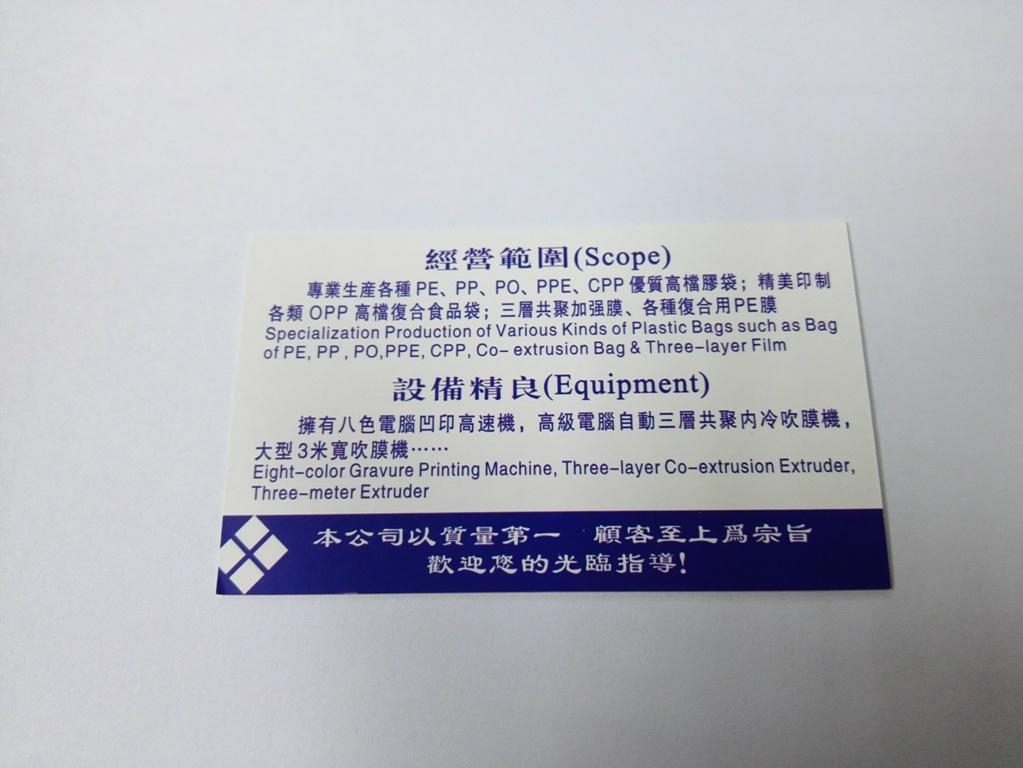 經營範圍(Scope)
專業生産各種PE、PP、PO、PPE、CPP優質高檔膠袋；精美印制
各類OPP高檔復合食品袋；三層共聚加强膜、各種復合用PE膜
Specialization Production of Various Kinds of Plastic Bags such as Bag
of PE, PP , PO,PPE, CPP, Co- extrusion Bag & Three-layer Film
設備精良(Equipment)
擁有八色電腦凹印高速機，高級電腦自動三層共聚内冷吹膜機，
大型3米寬吹膜機……
Eight-color Gravure Printing Machine, Three-layer Co-extrusion Extruder,
Three-meter Extruder
本公司以質量第一 顧客至上爲宗旨
歡迎您的光臨指導!